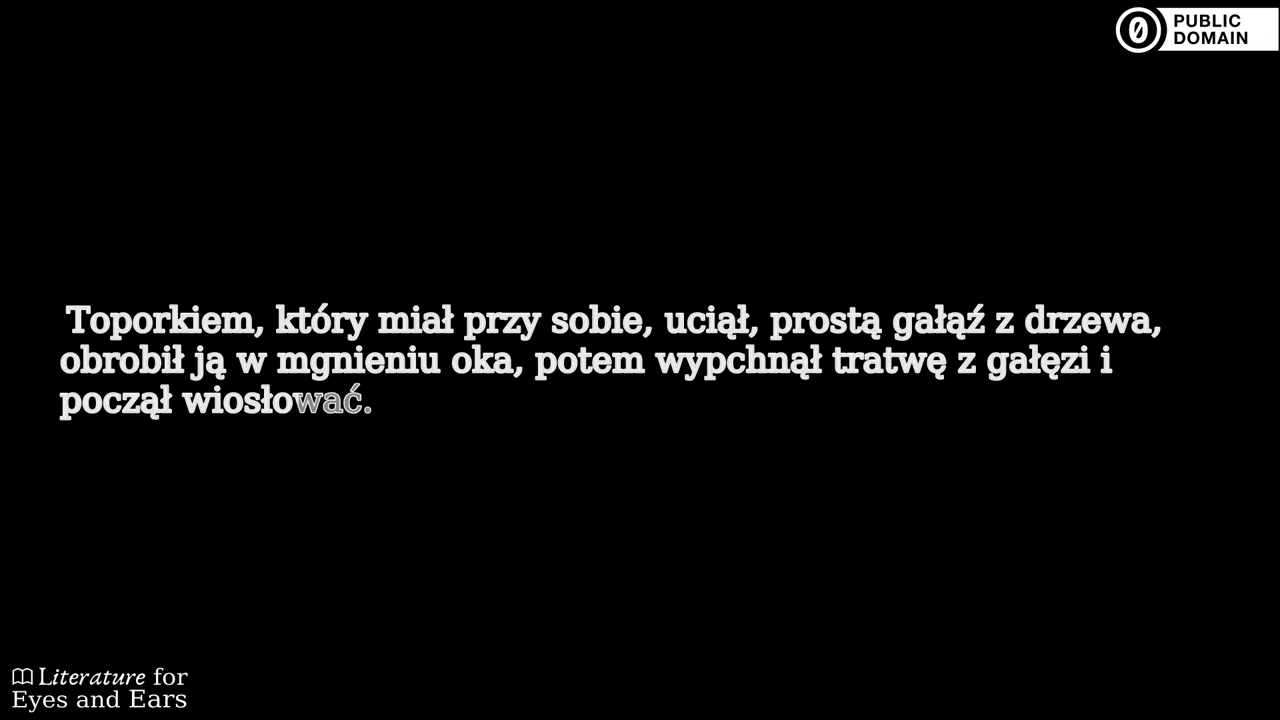 PUBLIC
DOMAIN
Toporkiem, który miał przy sobie, uciął, prostą gałąź z drzewa,
obrobił ją w mgnieniu oka, potem wypchnął tratwę z gałęzi i
począł wiosłować.
Literature for
Eyes and Ears